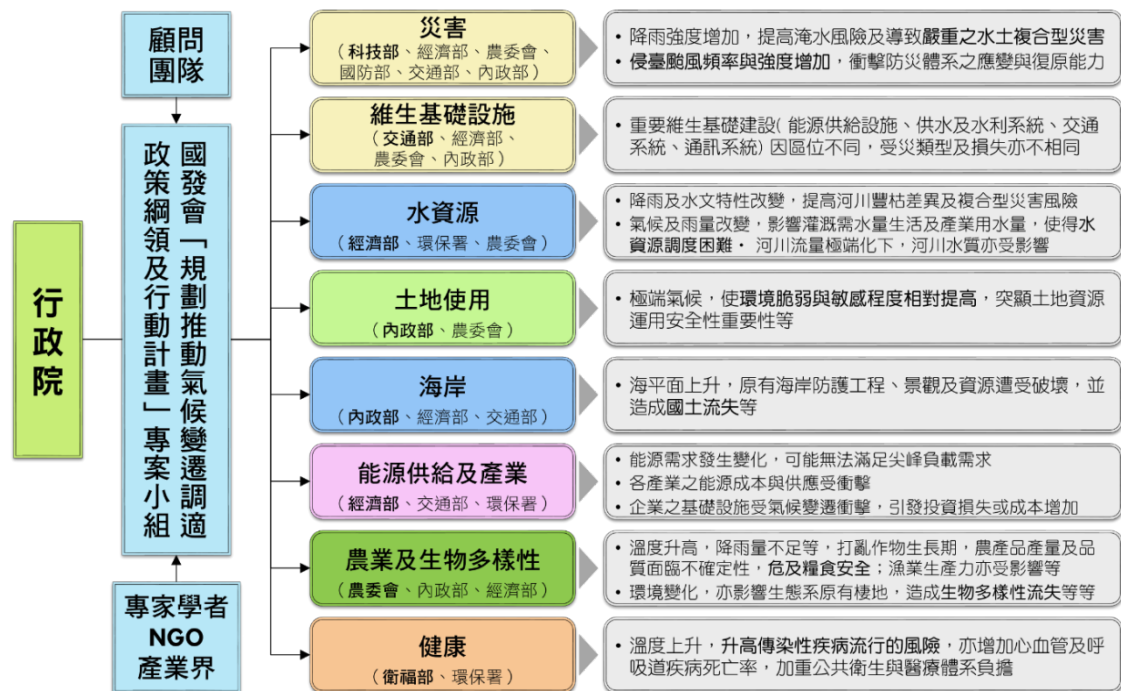 行政院
顧問
團隊
國發會「規劃推動氣候變遷調適
政策綱領及行動計畫」專案小組
專家學者
NGO
產業界
災害
（科技部、經濟部、農委會、
國防部、交通部、內政部）
• 降雨強度增加，提高淹水風險及導致嚴重之水土複合型災害
• 侵臺颱風頻率與強度增加，衝擊防災體系之應變與復原能力
維生基礎設施
（交通部、經濟部、
農委會、內政部）
• 重要維生基礎建設( 能源供給設施、供水及水利系統、交通
系統、通訊系統) 因區位不同，受災類型及損失亦不相同
水資源
（經濟部、環保署、農委會）
• 降雨及水文特性改變，提高河川豐枯差異及複合型災害風險
• 氣候及雨量改變，影響灌溉需水量生活及產業用水量，使得水
資源調度困難・ 河川流量極端化下，河川水質亦受影響
土地使用
（內政部、農委會）
• 極端氣候，使環境脆弱與敏感程度相對提高，突顯土地資源
運用安全性重要性等
海岸
（內政部、經濟部、交通部）
• 海平面上升，原有海岸防護工程、景觀及資源遭受破壞，並
造成國土流失等
能源供給及產業
（經濟部、交通部、環保署）
• 能源需求發生變化，可能無法滿足尖峰負載需求
• 各產業之能源成本與供應受衝擊
• 企業之基礎設施受氣候變遷衝擊，引發投資損失或成本增加
農業及生物多樣性
（農委會、內政部、經濟部）
• 溫度升高，降雨量不足等，打亂作物生長期，農產品產量及品
質面臨不確定性，危及糧食安全；漁業生產力亦受影響等
• 環境變化，亦影響生態系原有棲地，造成生物多樣性流失等等
健康
（衛福部、環保署）
• 溫度上升，升高傳染性疾病流行的風險，亦增加心血管及呼
吸道疾病死亡率，加重公共衛生與醫療體系負擔